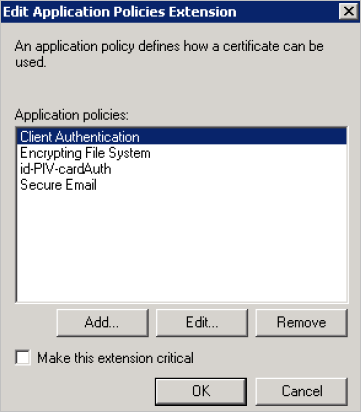 Edit Application Policies Extension
An application policy defines how a certificate can be
used.
Application policies:
Client Authentication
Encrypting File System
id-PIV-cardAuth
Secure Email
Add... Edit... Remove
Make this extension critical
OK Cancel